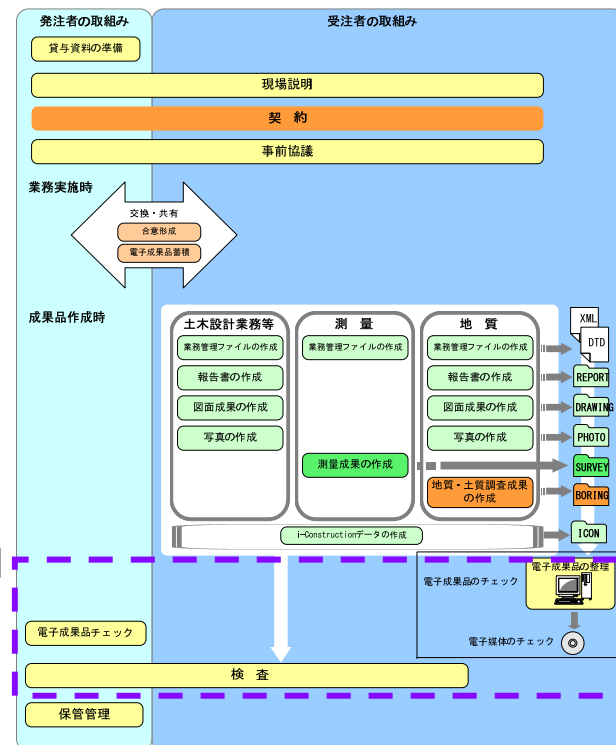 発注者の取組み
受注者の取組み
貸与資料の準備
現場説明
契　約
事前協議
業務実施時
交換・共有
合意形成
電子成果品蓄積
成果品作成時
土木設計業務等
業務管理ファイルの作成
報告書の作成
図面成果の作成
写真の作成
測　量
業務管理ファイルの作成
測量成果の作成
地　質
業務管理ファイルの作成
報告書の作成
図面成果の作成
写真の作成
地質・土質調査成果
の作成
XML
DTD
REPORT
DRAWING
PHOTO
SURVEY
BORING
i-Constructionデータの作成
ICON
電子成果品の整理
電子成果品のチェック
電子媒体のチェック
電子成果品チェック
検　査
保管管理